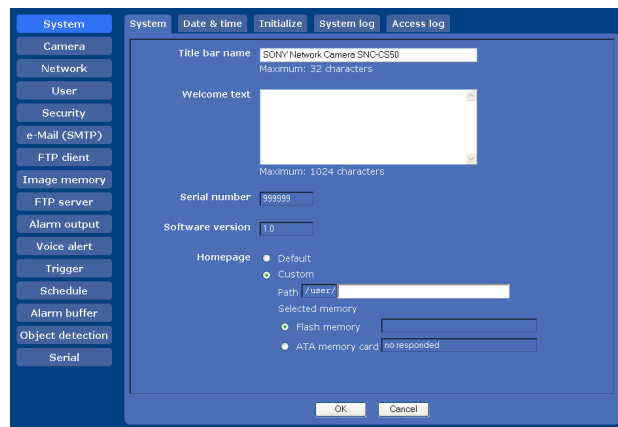 System
Camera
Network
User
Security
e-Mail (SMTP)
FTP client
Image memory
FTP server
Alarm output
Voice alert
Trigger
Schedule
Alarm buffer
Object detection
Serial
System Date & time Initialize System log Access log
Title bar name SONY Network Camera SNC-CS50
Maximum: 32 characters
Welcome text
Maximum: 1024 characters
Serial number 999999
Software version 1.0
Homepage Default
Custom
Path /user/
Selected memory
Flash memory
ATA memory card no responded
OK Cancel